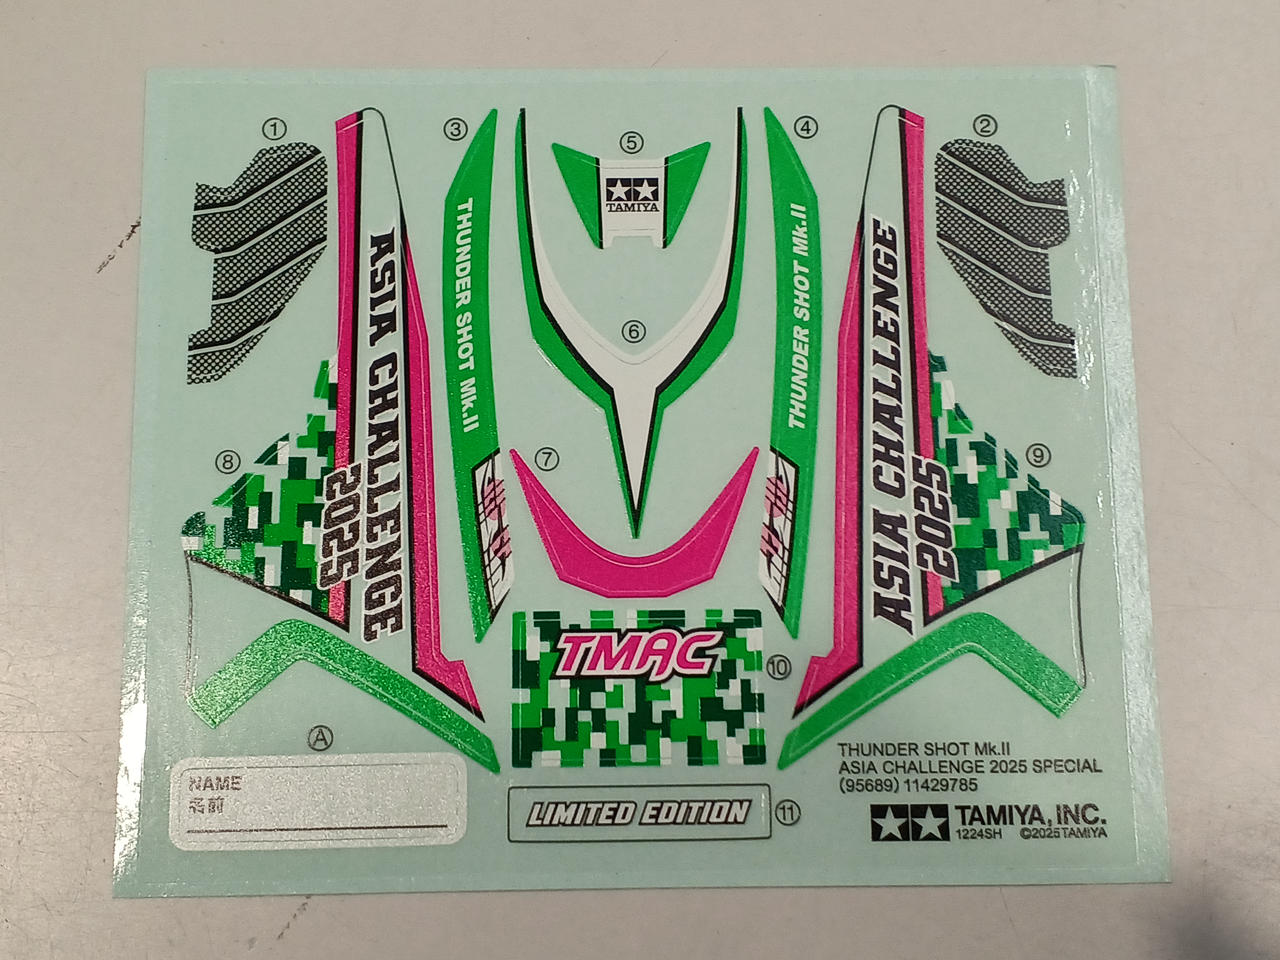 ①
③
⑤
④
②
TAMIYA
THUNDER SHOT Mk.II
THUNDER SHOT Mk.II
ASIA CHALLENGE
2025
ASIA CHALLENGE
2025
⑥
⑧
⑦
⑨
TMAC
⑩
Ⓐ
NAME
名前
LIMITED EDITION
⑪
THUNDER SHOT Mk.II
ASIA CHALLENGE 2025 SPECIAL
(95689) 11429785
TAMIYA, INC.
1224SH ©2025 TAMIYA